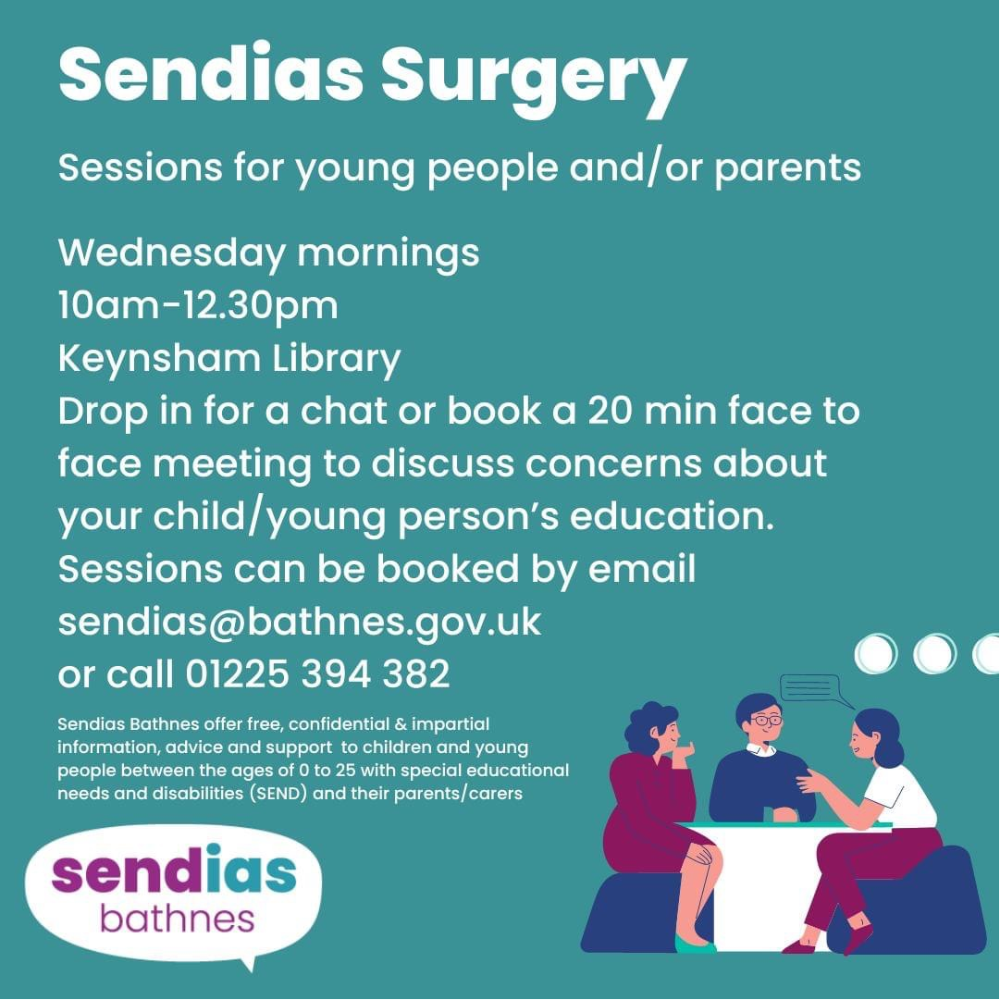 Sendias Surgery
Sessions for young people and/or parents
Wednesday mornings
10am-12.30pm
Keynsham Library
Drop in for a chat or book a 20 min face to
face meeting to discuss concerns about
your child/young person’s education.
Sessions can be booked by email
sendias@bathnes.gov.uk
or call 01225 394 382
Sendias Bathnes offer free, confidential & impartial
information, advice and support to children and young
people between the ages of 0 to 25 with special educational
needs and disabilities (SEND) and their parents/carers
sendias
bathnes